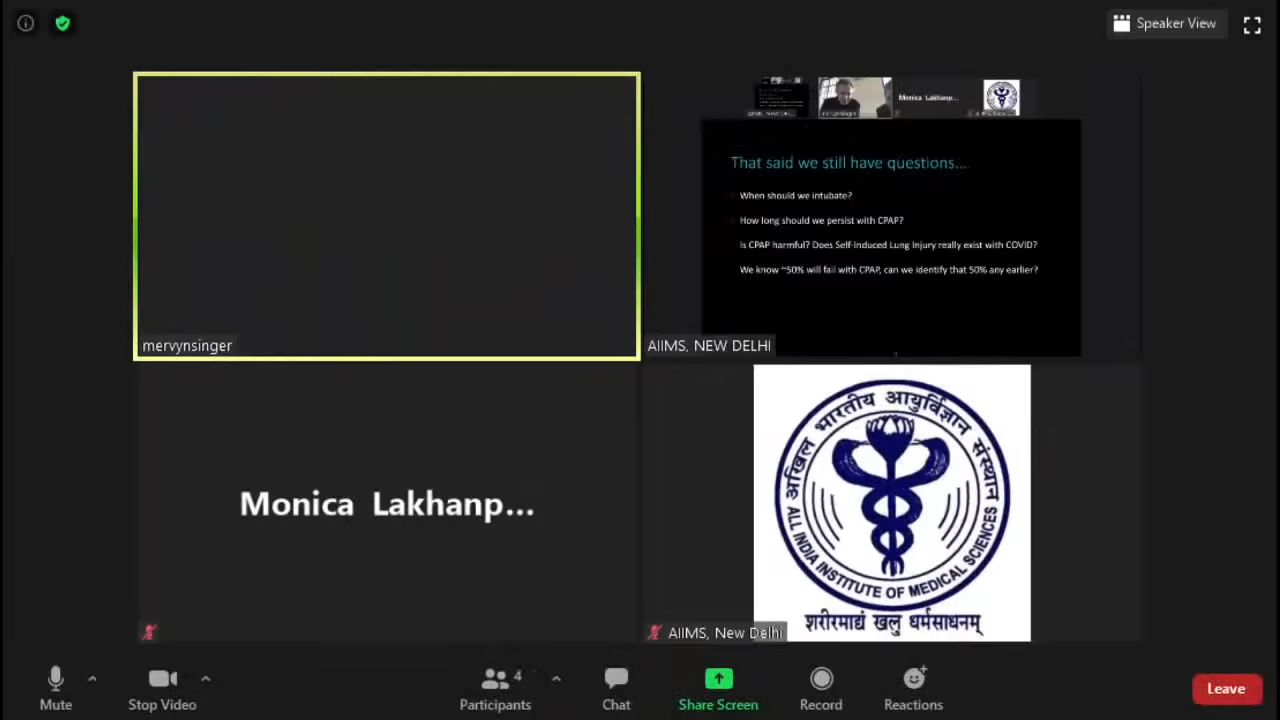 Speaker View
Monica Lakhanp...
That said we still have questions...
When should we intubate?
How long should we persist with CPAP?
Is CPAP harmful? Does Self-Induced Lung Injury really exist with COVID?
We know ~50% will fail with CPAP, can we identify that 50% any earlier?
mervynsinger
AIIMS, NEW DELHI
Monica Lakhanp...
अखिल भारतीय आयुर्विज्ञान संस्थान
ALL INDIA INSTITUTE OF MEDICAL SCIENCES
शरीरमाद्यं खलु धर्मसाधनम्
AIIMS, New Delhi
4
Mute
Stop Video
Participants
Chat
Share Screen
Record
Reactions
Leave